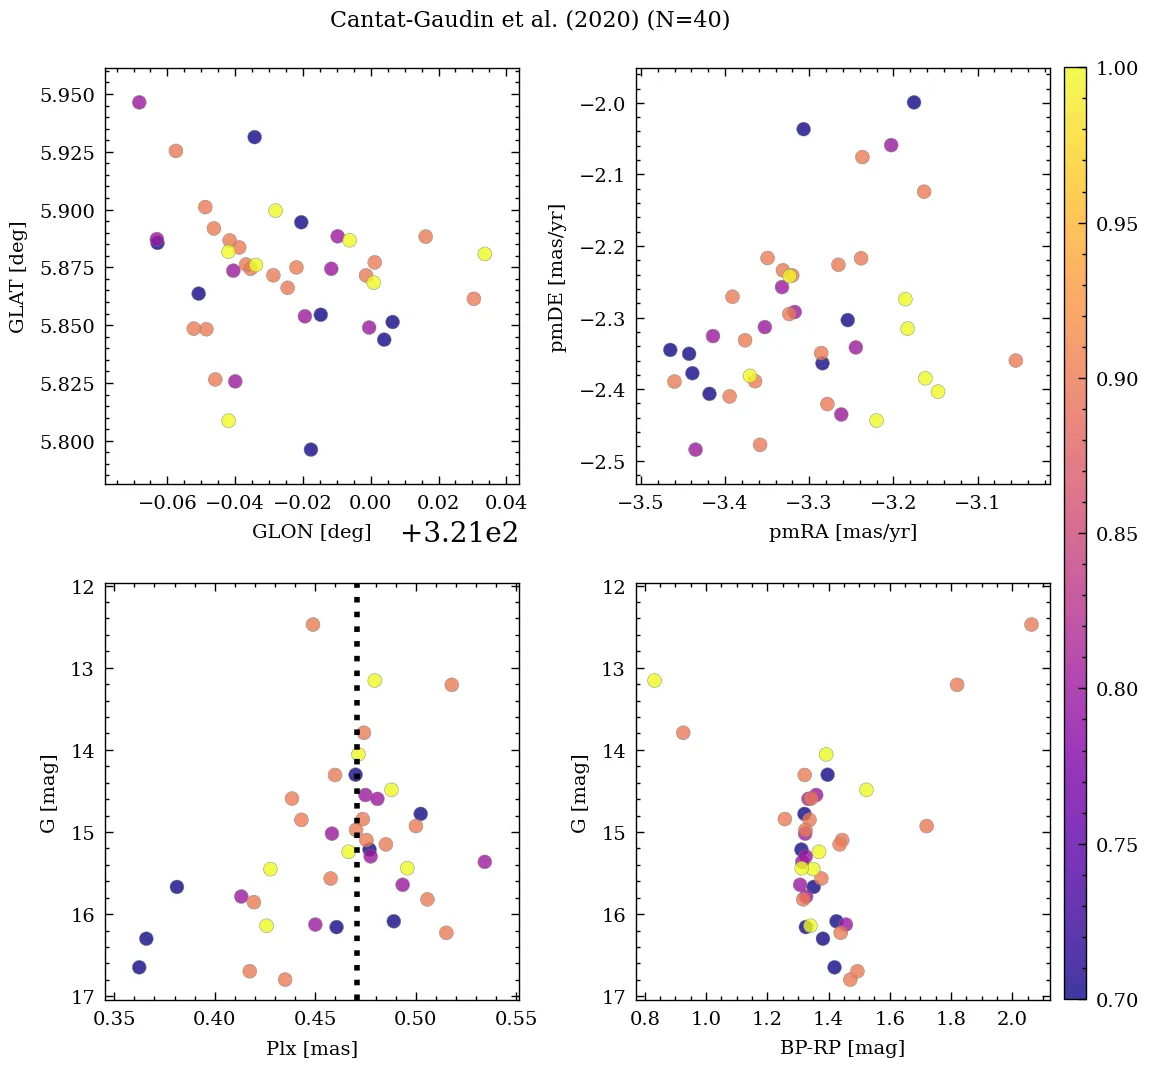 Cantat-Gaudin et al. (2020) (N=40)
5.950
5.925
5.900
5.875
5.850
5.825
5.800
GLAT [deg]
−0.06 −0.04 −0.02 0.00 0.02 0.04
GLON [deg] +3.21e2
−2.0
−2.1
−2.2
−2.3
−2.4
−2.5
pmDE [mas/yr]
−3.5 −3.4 −3.3 −3.2 −3.1
pmRA [mas/yr]
12
13
14
15
16
17
G [mag]
0.35 0.40 0.45 0.50 0.55
Plx [mas]
12
13
14
15
16
17
G [mag]
0.8 1.0 1.2 1.4 1.6 1.8 2.0
BP-RP [mag]
1.00
0.95
0.90
0.85
0.80
0.75
0.70